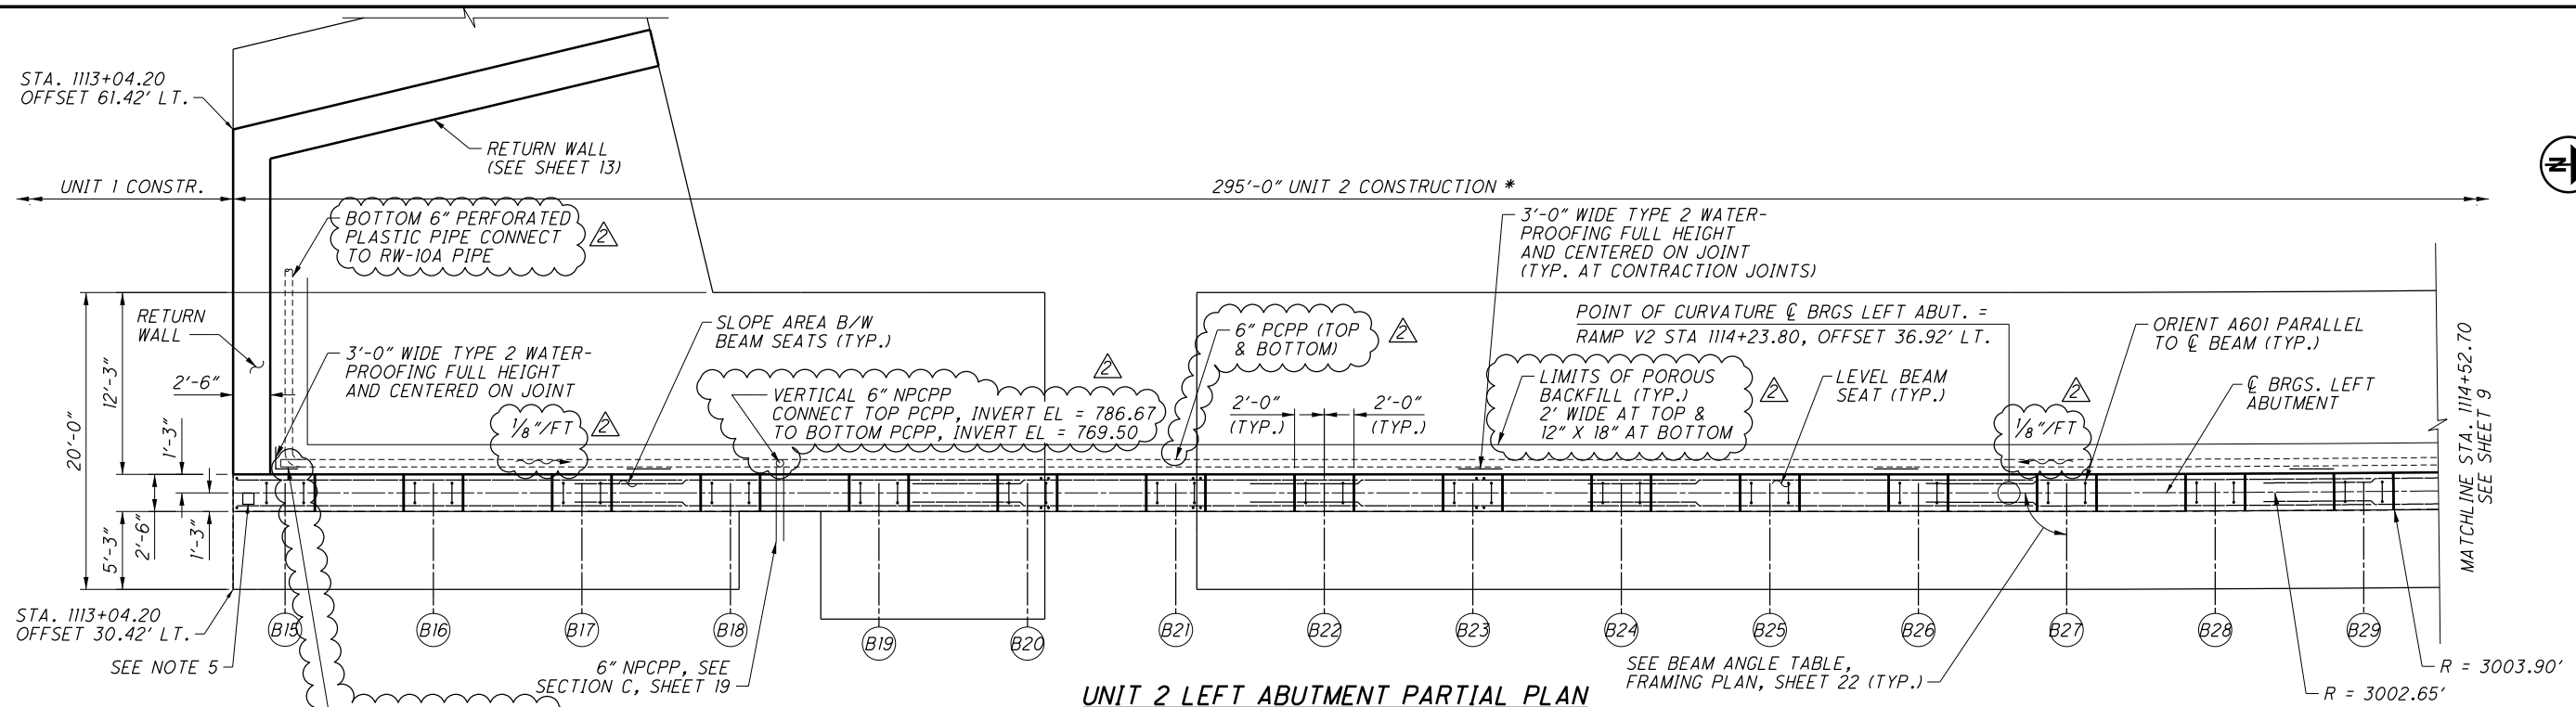 STA. 1113+04.20
OFFSET 61.42' LT.
RETURN WALL
(SEE SHEET 13)
UNIT 1 CONSTR.
295'-0" UNIT 2 CONSTRUCTION *
N
BOTTOM 6" PERFORATED
PLASTIC PIPE CONNECT
TO RW-10A PIPE
2
3'-0" WIDE TYPE 2 WATER-
PROOFING FULL HEIGHT
AND CENTERED ON JOINT
(TYP. AT CONTRACTION JOINTS)
RETURN
WALL
SLOPE AREA B/W
BEAM SEATS (TYP.)
6" PCPP (TOP
& BOTTOM)
2
POINT OF CURVATURE ℄ BRGS LEFT ABUT. =
RAMP V2 STA 1114+23.80, OFFSET 36.92' LT.
ORIENT A601 PARALLEL
TO ℄ BEAM (TYP.)
3'-0" WIDE TYPE 2 WATER-
PROOFING FULL HEIGHT
AND CENTERED ON JOINT
2'-6"
2
VERTICAL 6" NPCPP
CONNECT TOP PCPP, INVERT EL = 786.67
TO BOTTOM PCPP, INVERT EL = 769.50
2'-0"
(TYP.)
2'-0"
(TYP.)
LIMITS OF POROUS
BACKFILL (TYP.)
2' WIDE AT TOP &
12" X 18" AT BOTTOM
2
LEVEL BEAM
SEAT (TYP.)
2
℄ BRGS. LEFT
ABUTMENT
1/8"/FT
2
1/8"/FT
MATCHLINE STA. 1114+52.70
SEE SHEET 9
20'-0"
12'-3"
1'-3"
5'-3"
2'-6"
1'-3"
STA. 1113+04.20
OFFSET 30.42' LT.
SEE NOTE 5
B15
B16
B17
B18
B19
B20
B21
B22
B23
B24
B25
B26
B27
B28
B29
6" NPCPP, SEE
SECTION C, SHEET 19
SEE BEAM ANGLE TABLE,
FRAMING PLAN, SHEET 22 (TYP.)
R = 3003.90'
R = 3002.65'
UNIT 2 LEFT ABUTMENT PARTIAL PLAN